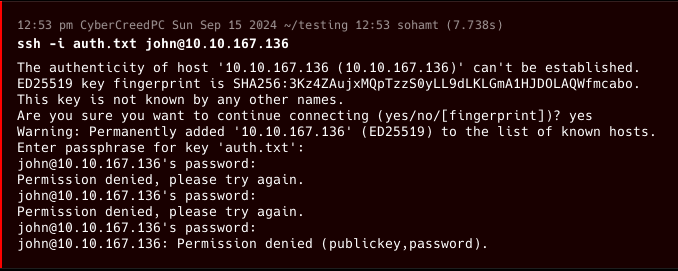 12:53 pm CyberCreedPC Sun Sep 15 2024 ~/testing 12:53 sohamt (7.738s)
ssh -i auth.txt john@10.10.167.136
The authenticity of host '10.10.167.136 (10.10.167.136)' can't be established.
ED25519 key fingerprint is SHA256:3Kz4ZAujxMQpTzzS0yLL9dLKLGmA1HJDOLAQWfmcabo.
This key is not known by any other names.
Are you sure you want to continue connecting (yes/no/[fingerprint])? yes
Warning: Permanently added '10.10.167.136' (ED25519) to the list of known hosts.
Enter passphrase for key 'auth.txt':
john@10.10.167.136's password:
Permission denied, please try again.
john@10.10.167.136's password:
Permission denied, please try again.
john@10.10.167.136's password:
john@10.10.167.136: Permission denied (publickey,password).